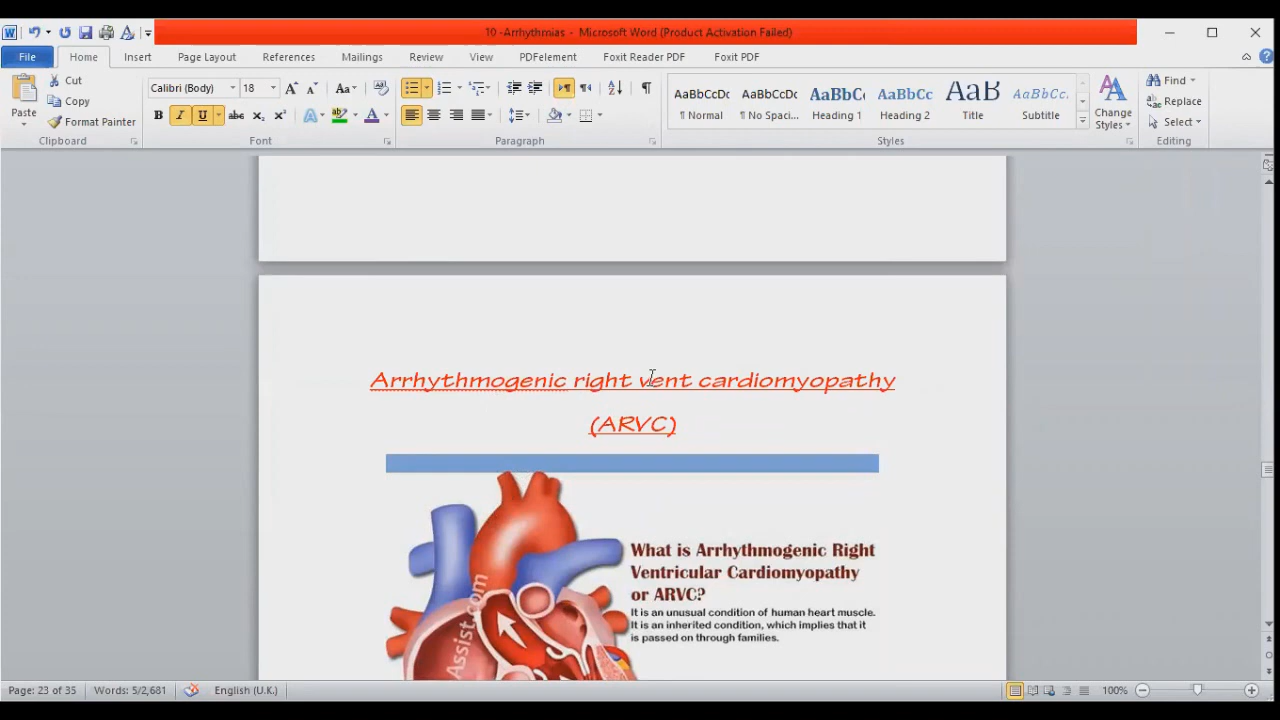 10 -Arrhythmias - Microsoft Word (Product Activation Failed)
File Home Insert Page Layout References Mailings Review View PDFelement Foxit Reader PDF Foxit PDF
Paste
Cut
Copy
Format Painter
Clipboard
Calibri (Body) 18
Font
Paragraph
AaBbCcDc AaBbCcDc AaBbCc AaBbCc AaB AaBbCc.
¶ Normal ¶ No Spaci... Heading 1 Heading 2 Title Subtitle
Change
Styles
Styles
Find
Replace
Select
Editing
Arrhythmogenic right vent cardiomyopathy
(ARVC)
What is Arrhythmogenic Right
Ventricular Cardiomyopathy
or ARVC?
It is an unusual condition of human heart muscle.
It is an inherited condition, which implies that it
is passed on through families.
Assist.com
Page: 23 of 35 Words: 5/2,681 English (U.K.) 100%